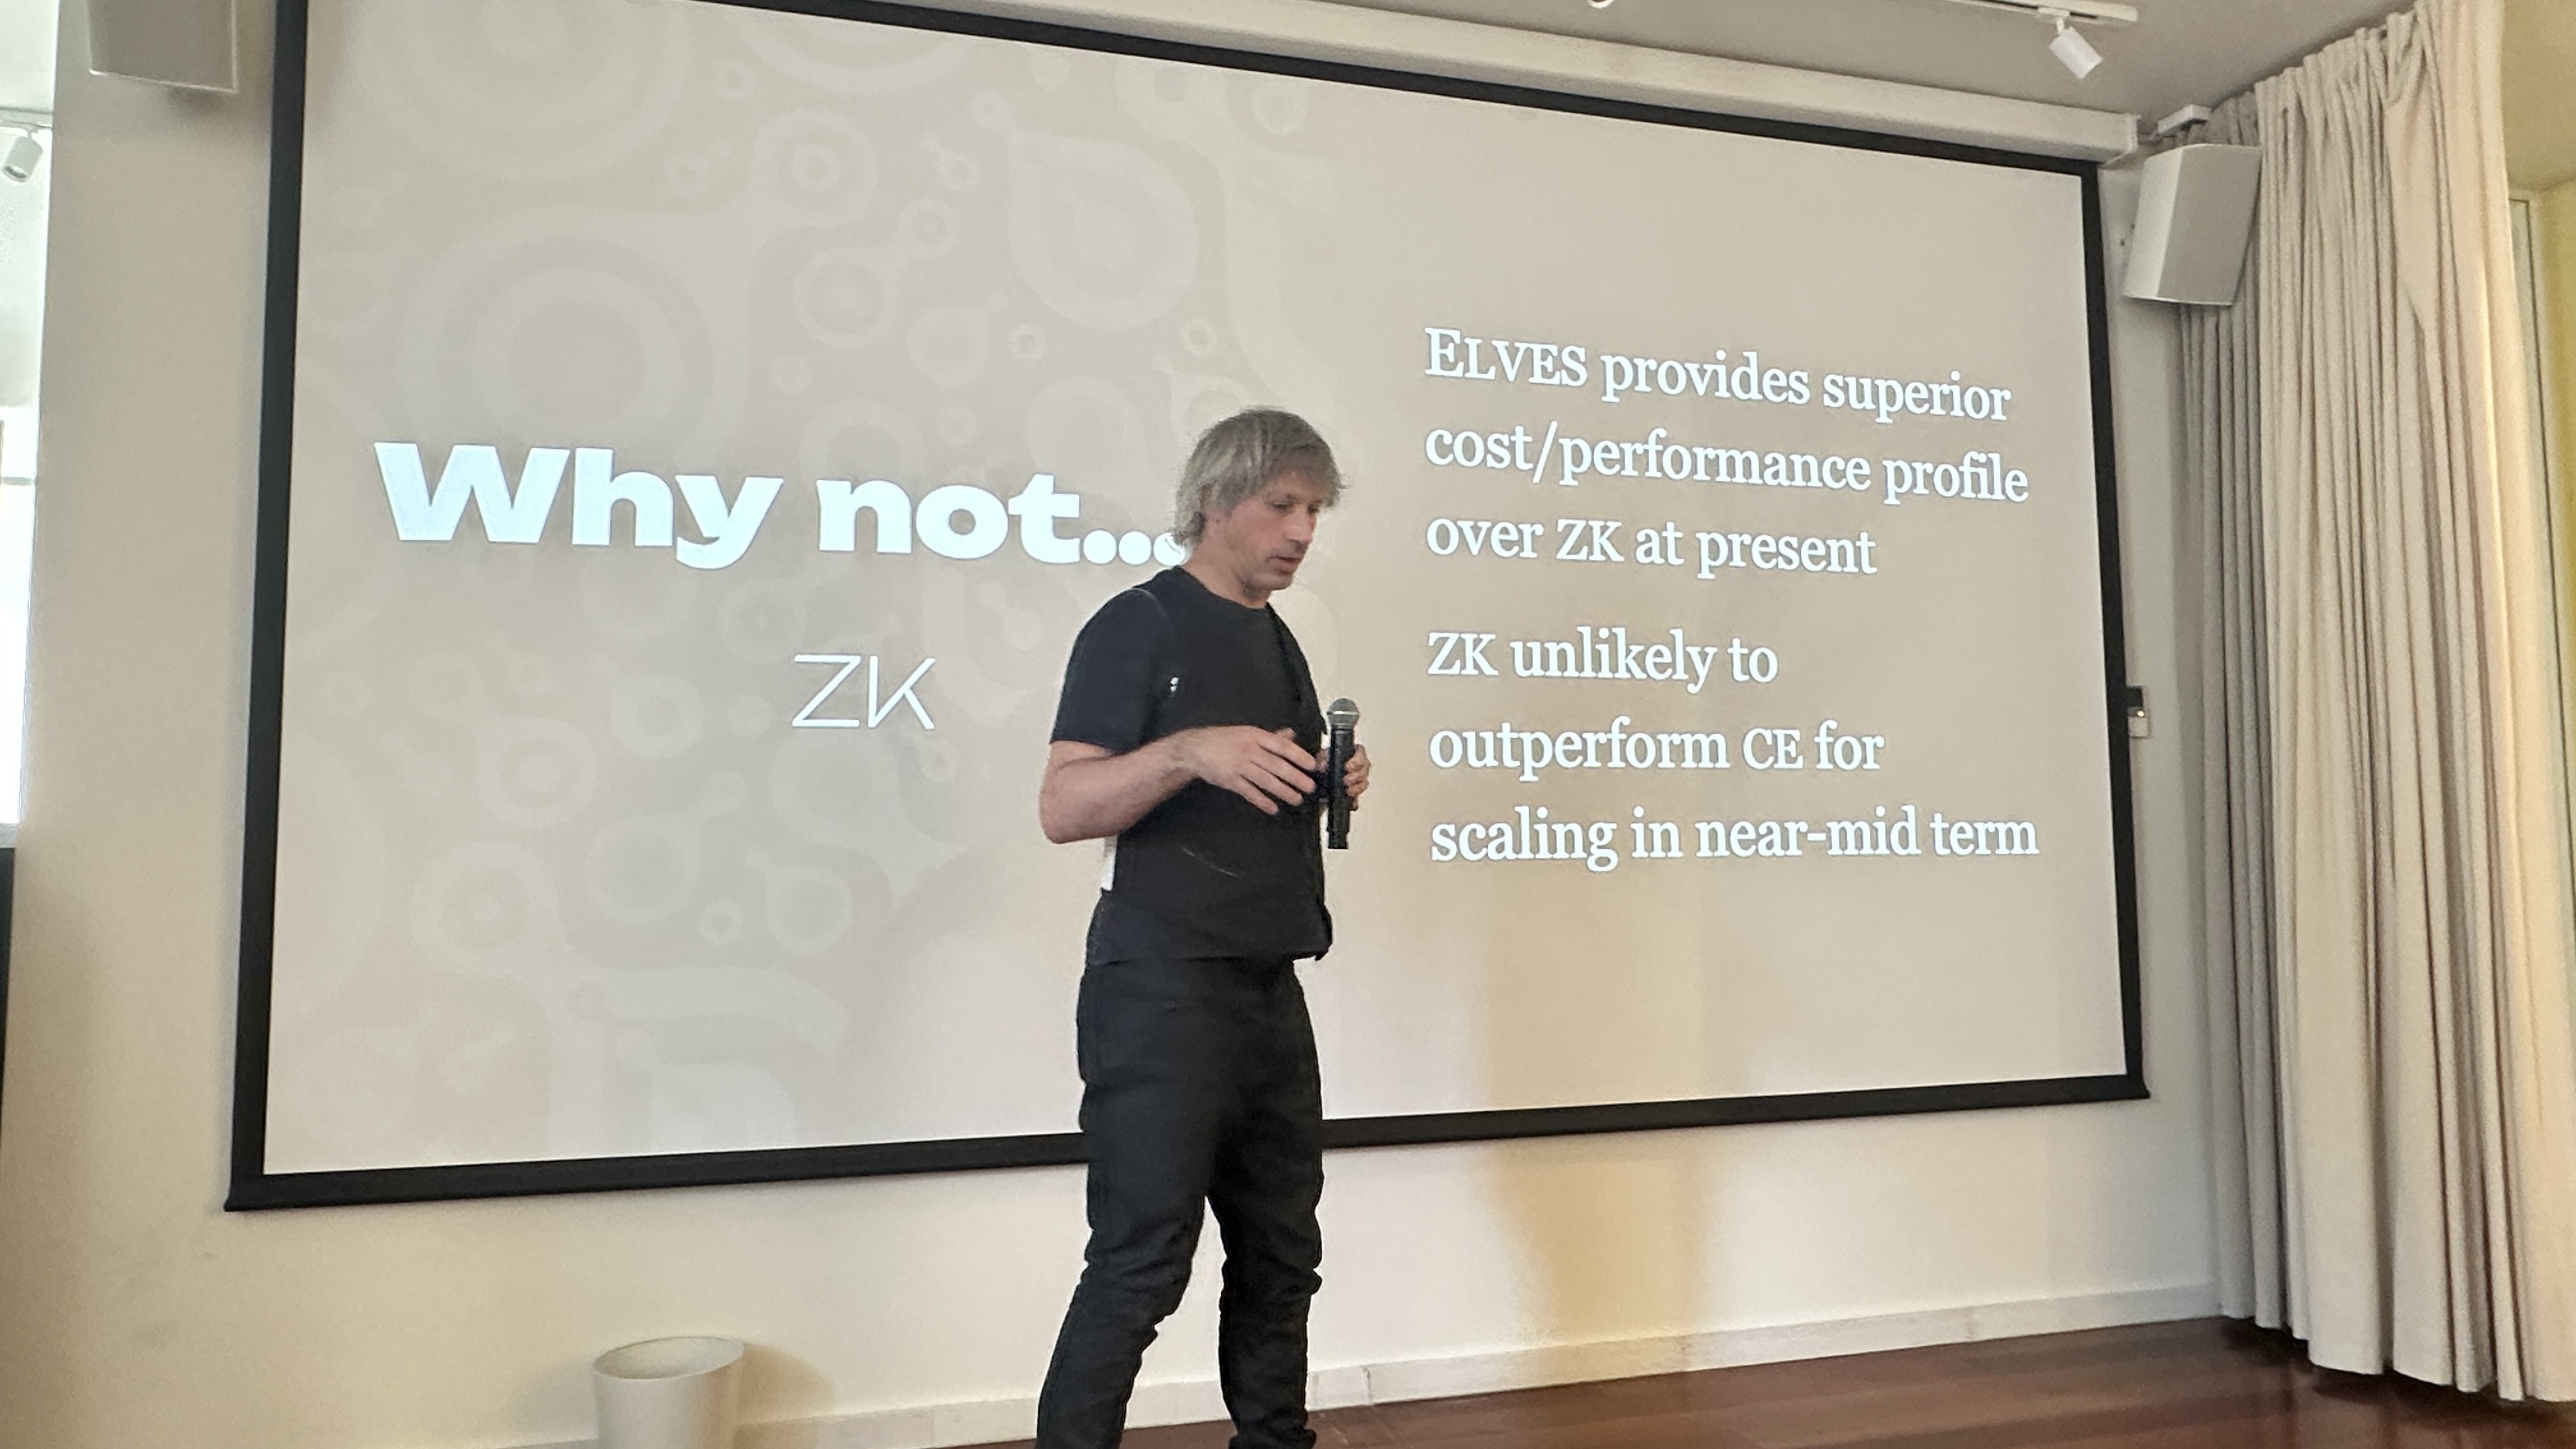 Why not...
ZK
ELVES provides superior
cost/performance profile
over ZK at present
ZK unlikely to
outperform CE for
scaling in near-mid term